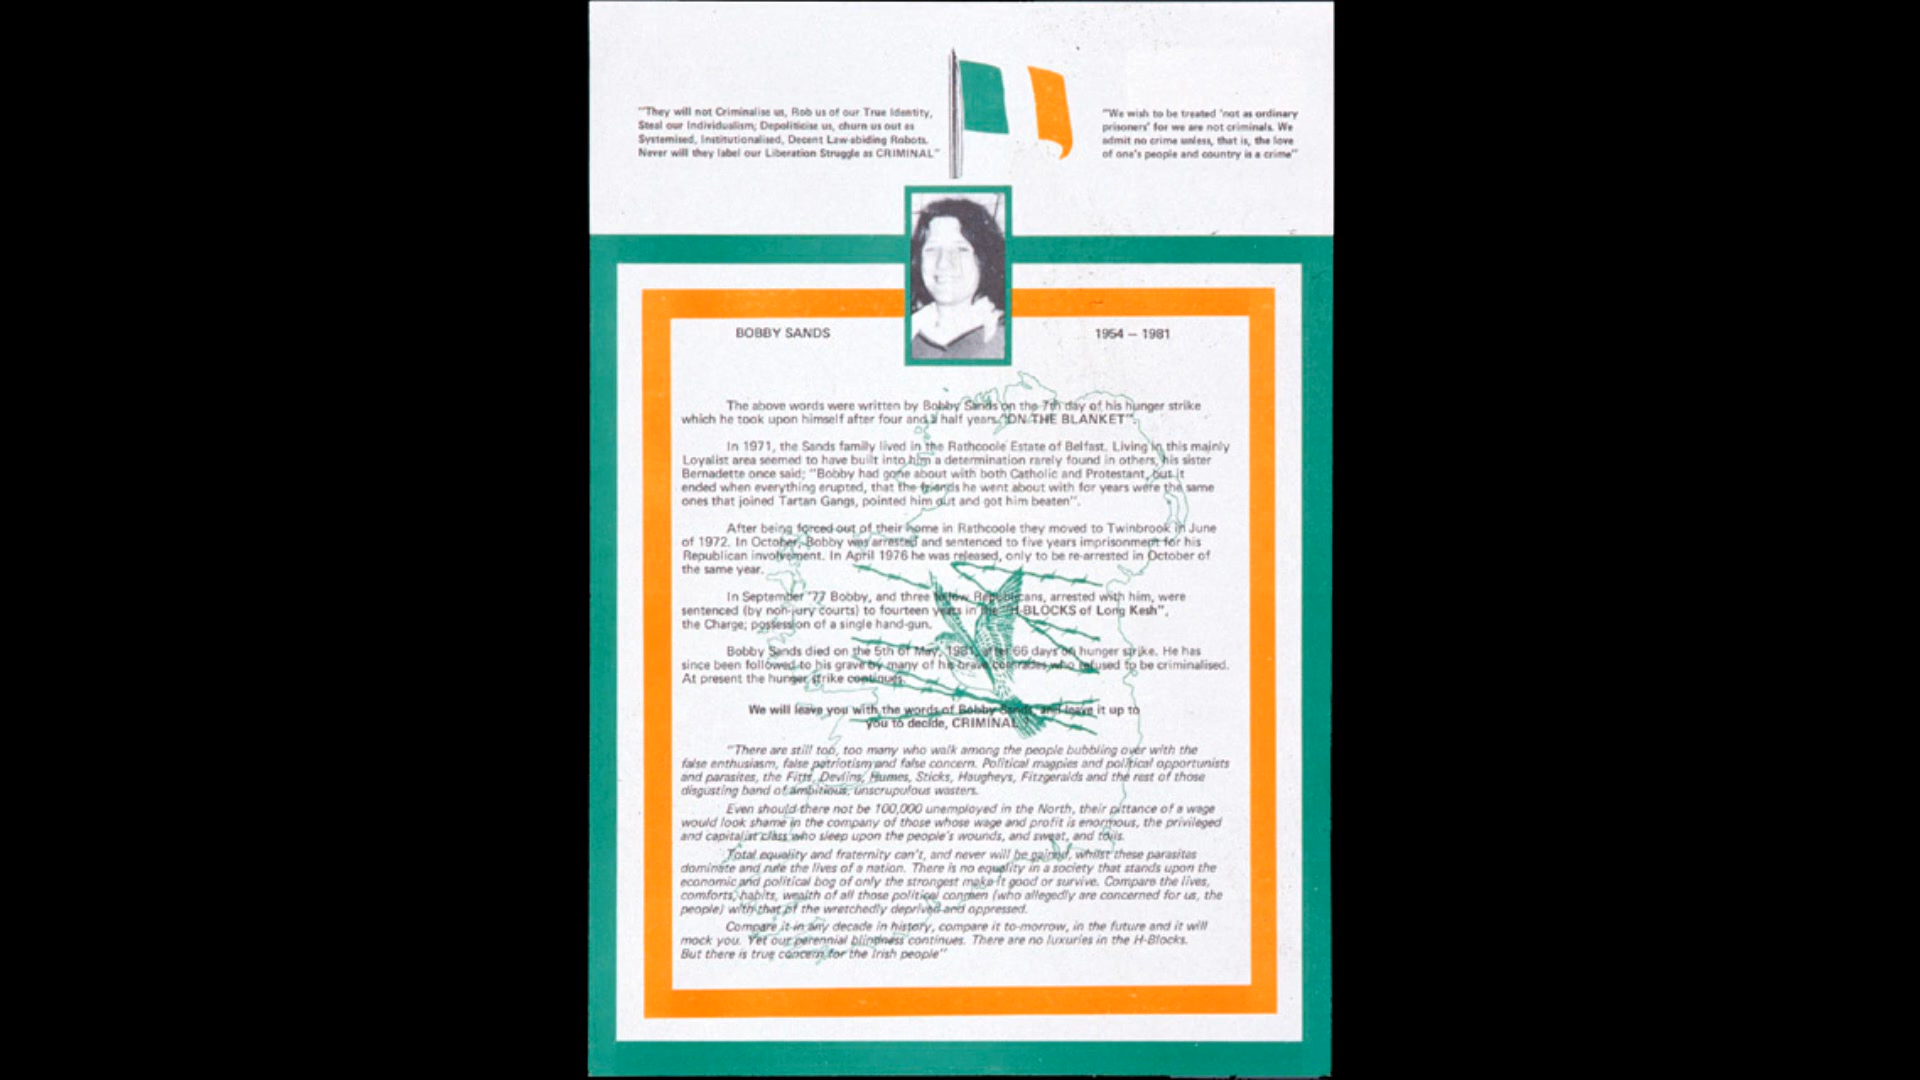 "They will not Criminalise us, Rob us of our True Identity,
Steal our Individualism; Depoliticise us, churn us out as
Systemised, Institutionalised, Decent Law-abiding Robots.
Never will they label our Liberation Struggle as CRIMINAL"
"We wish to be treated 'not as ordinary
prisoners' for we are not criminals. We
admit no crime unless, that is, the love
of one's people and country is a crime"
BOBBY SANDS
1954 – 1981
The above words were written by Bobby Sands on the 7th day of his hunger strike
which he took upon himself after four and a half years "ON THE BLANKET".
In 1971, the Sands family lived in the Rathcoole Estate of Belfast. Living in this mainly
Loyalist area seemed to have built into him a determination rarely found in others, his sister
Bernadette once said; "Bobby had gone about with both Catholic and Protestant, but it
ended when everything erupted, that the friends he went about with for years were the same
ones that joined Tartan Gangs, pointed him out and got him beaten".
After being forced out of their home in Rathcoole they moved to Twinbrook in June
of 1972. In October, Bobby was arrested and sentenced to five years imprisonment for his
Republican involvement. In April 1976 he was released, only to be re-arrested in October of
the same year.
In September '77 Bobby, and three fellow Republicans, arrested with him, were
sentenced (by non-jury courts) to fourteen years in the "H-BLOCKS of Long Kesh",
the Charge; possession of a single hand-gun.
Bobby Sands died on the 5th of May, 1981, after 66 days on hunger strike. He has
since been followed to his grave by many of his brave comrades who refused to be criminalised.
At present the hunger strike continues.
We will leave you with the words of Bobby Sands, and leave it up to
you to decide, CRIMINAL ?
"There are still too, too many who walk among the people bubbling over with the
false enthusiasm, false patriotism and false concern. Political magpies and political opportunists
and parasites, the Fitts, Devlins, Humes, Sticks, Haugheys, Fitzgeralds and the rest of those
disgusting band of ambitious, unscrupulous wasters.
Even should there not be 100,000 unemployed in the North, their pittance of a wage
would look shame in the company of those whose wage and profit is enormous, the privileged
and capitalist class who sleep upon the people's wounds, and sweat, and toils.
Total equality and fraternity can't, and never will be gained, whilst these parasites
dominate and rule the lives of a nation. There is no equality in a society that stands upon the
economic and political bog of only the strongest make it good or survive. Compare the lives,
comforts, habits, wealth of all those political conmen (who allegedly are concerned for us, the
people) with that of the wretchedly deprived and oppressed.
Compare it in any decade in history, compare it to-morrow, in the future and it will
mock you. Yet our perennial blindness continues. There are no luxuries in the H-Blocks.
But there is true concern for the Irish people"